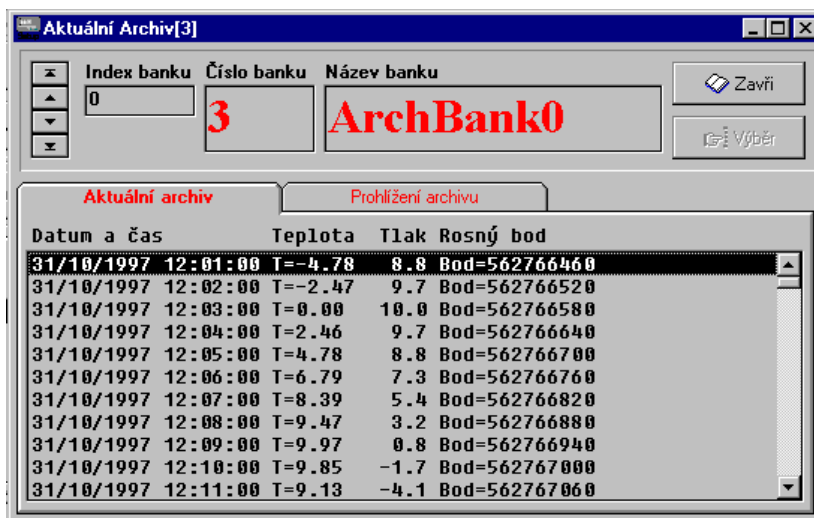 Aktuální Archiv[3]
Index banku Číslo banku Název banku
0 3 ArchBank0
Zavři
Výběr
Aktuální archiv Prohlížení archivu
Datum a čas Teplota Tlak Rosný bod
31/10/1997 12:01:00 T=-4.78 8.8 Bod=562766460
31/10/1997 12:02:00 T=-2.47 9.7 Bod=562766520
31/10/1997 12:03:00 T=0.00 10.0 Bod=562766580
31/10/1997 12:04:00 T=2.46 9.7 Bod=562766640
31/10/1997 12:05:00 T=4.78 8.8 Bod=562766700
31/10/1997 12:06:00 T=6.79 7.3 Bod=562766760
31/10/1997 12:07:00 T=8.39 5.4 Bod=562766820
31/10/1997 12:08:00 T=9.47 3.2 Bod=562766880
31/10/1997 12:09:00 T=9.97 0.8 Bod=562766940
31/10/1997 12:10:00 T=9.85 -1.7 Bod=562767000
31/10/1997 12:11:00 T=9.13 -4.1 Bod=562767060